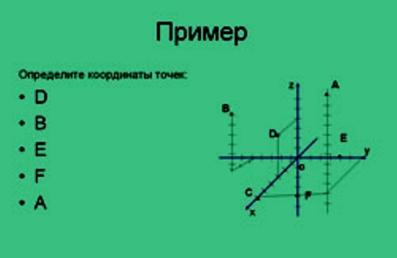 Пример
Определите координаты точек:
• D
• B
• E
• F
• A
z
A
B
D
E
y
o
C
F
x